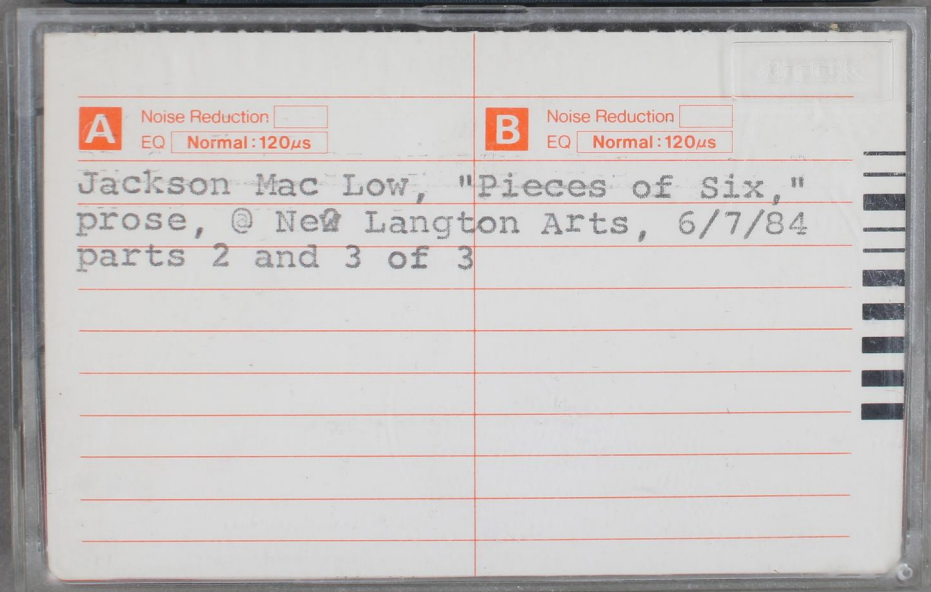 A Noise Reduction B Noise Reduction
EQ Normal:120μs EQ Normal:120μs
Jackson Mac Low, "Pieces of Six,"
prose, @ New Langton Arts, 6/7/84
parts 2 and 3 of 3